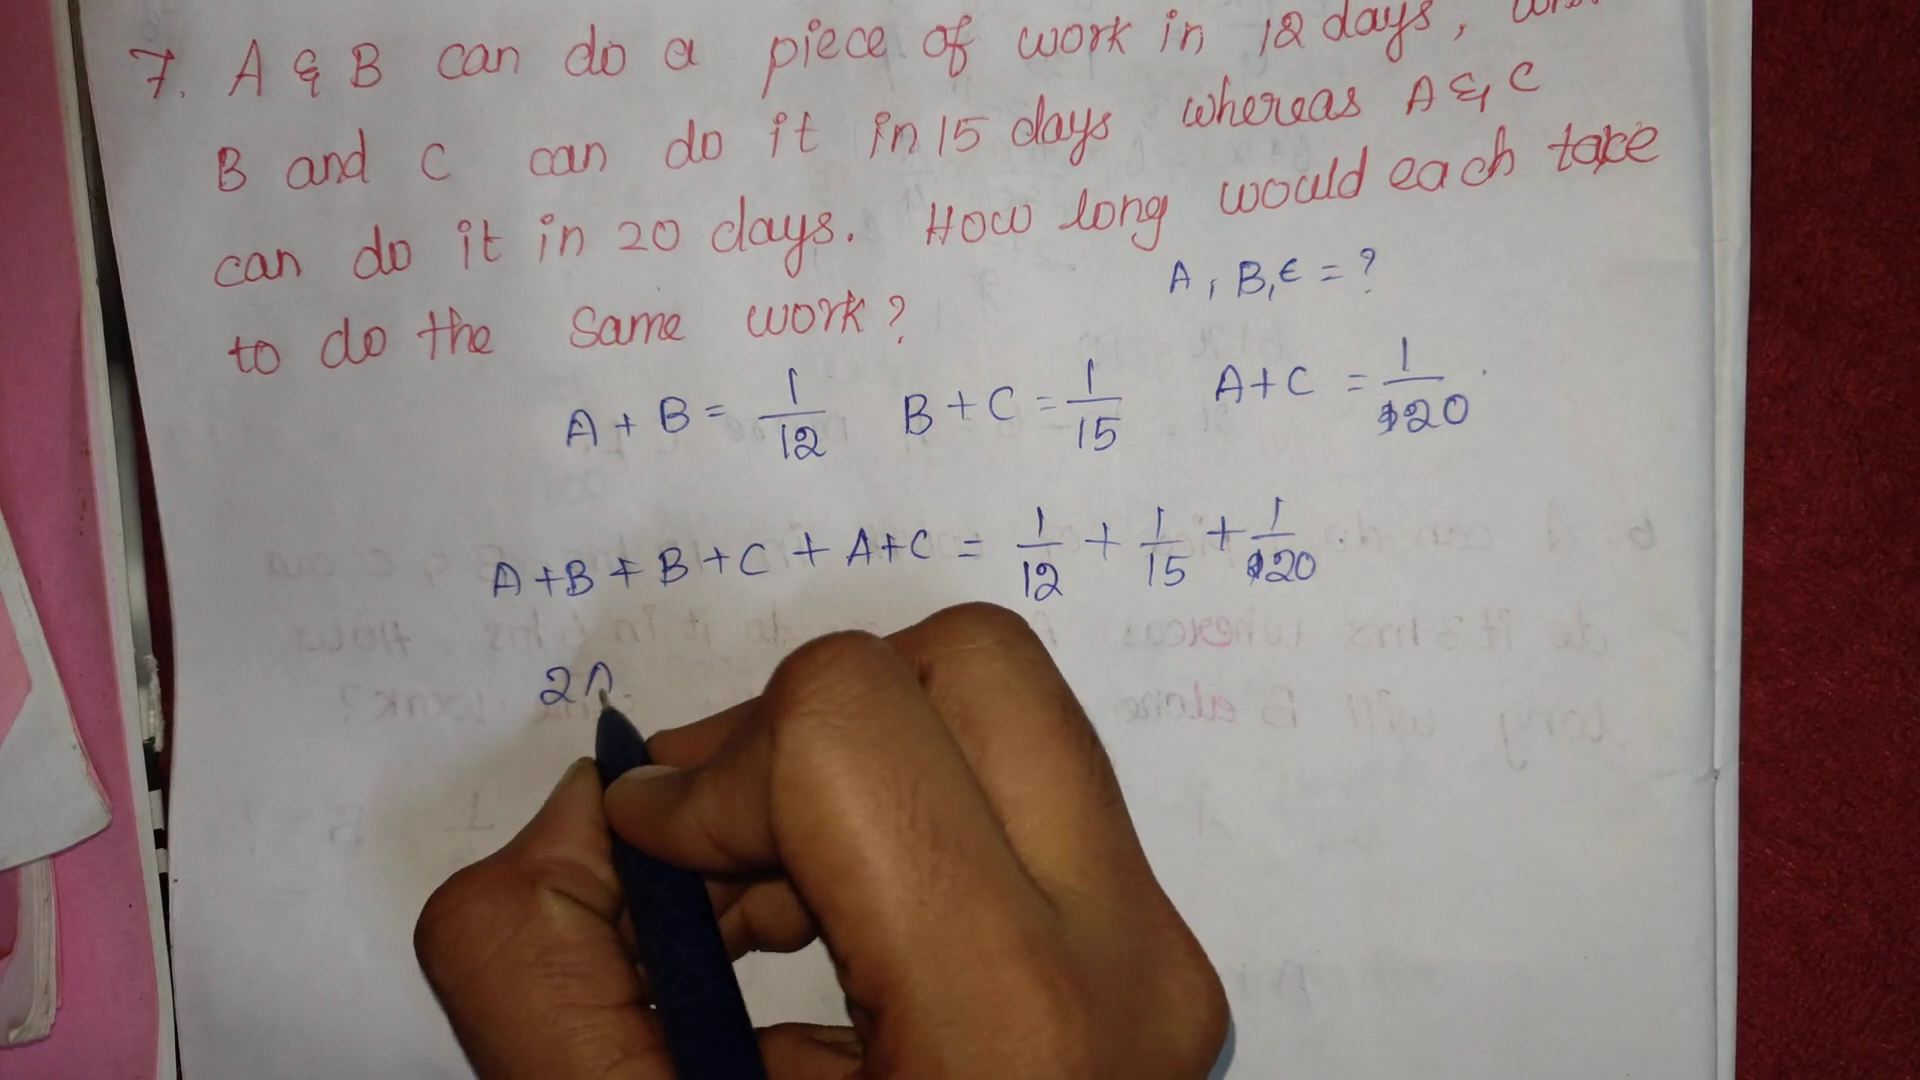 7. A & B can do a piece of work in 12 days,
B and C can do it in 15 days whereas A & C
can do it in 20 days. How long would each take
to do the same work?
A, B, C = ?
A + B = 1/12 B + C = 1/15 A + C = 1/20
A + B + B + C + A + C = 1/12 + 1/15 + 1/20
2A